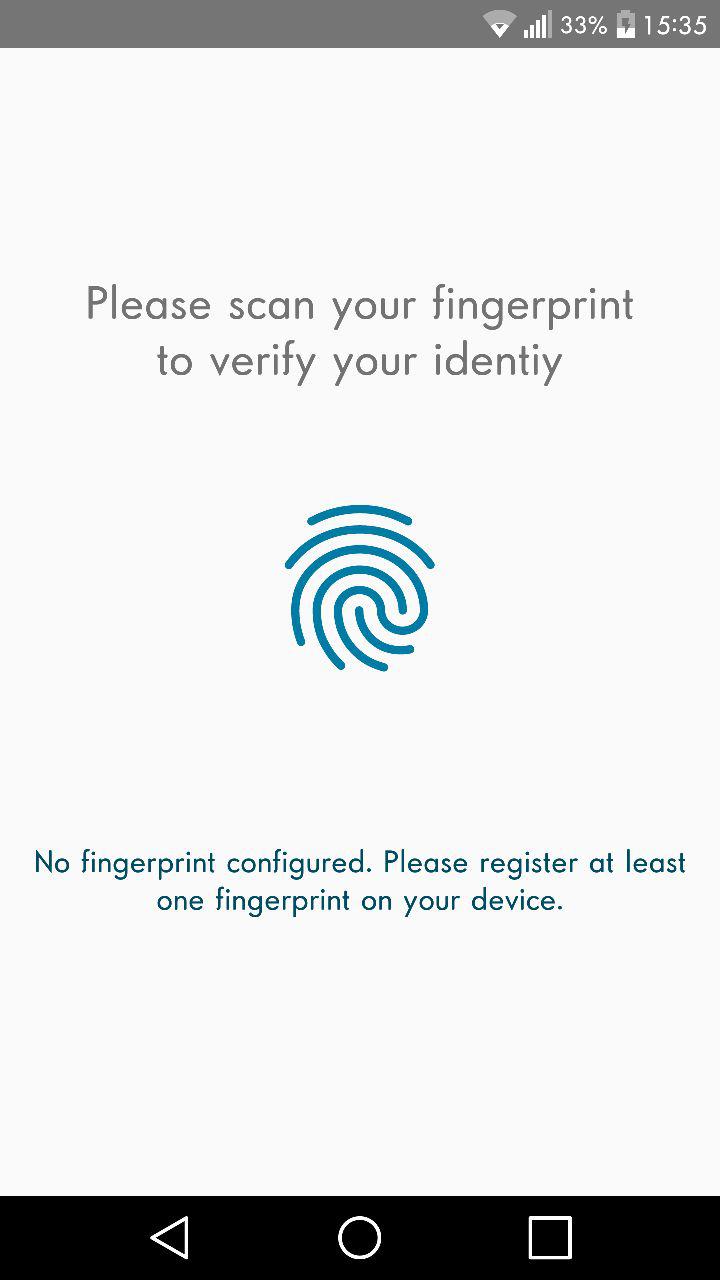 33% 15:35
Please scan your fingerprint
to verify your identiy
No fingerprint configured. Please register at least
one fingerprint on your device.